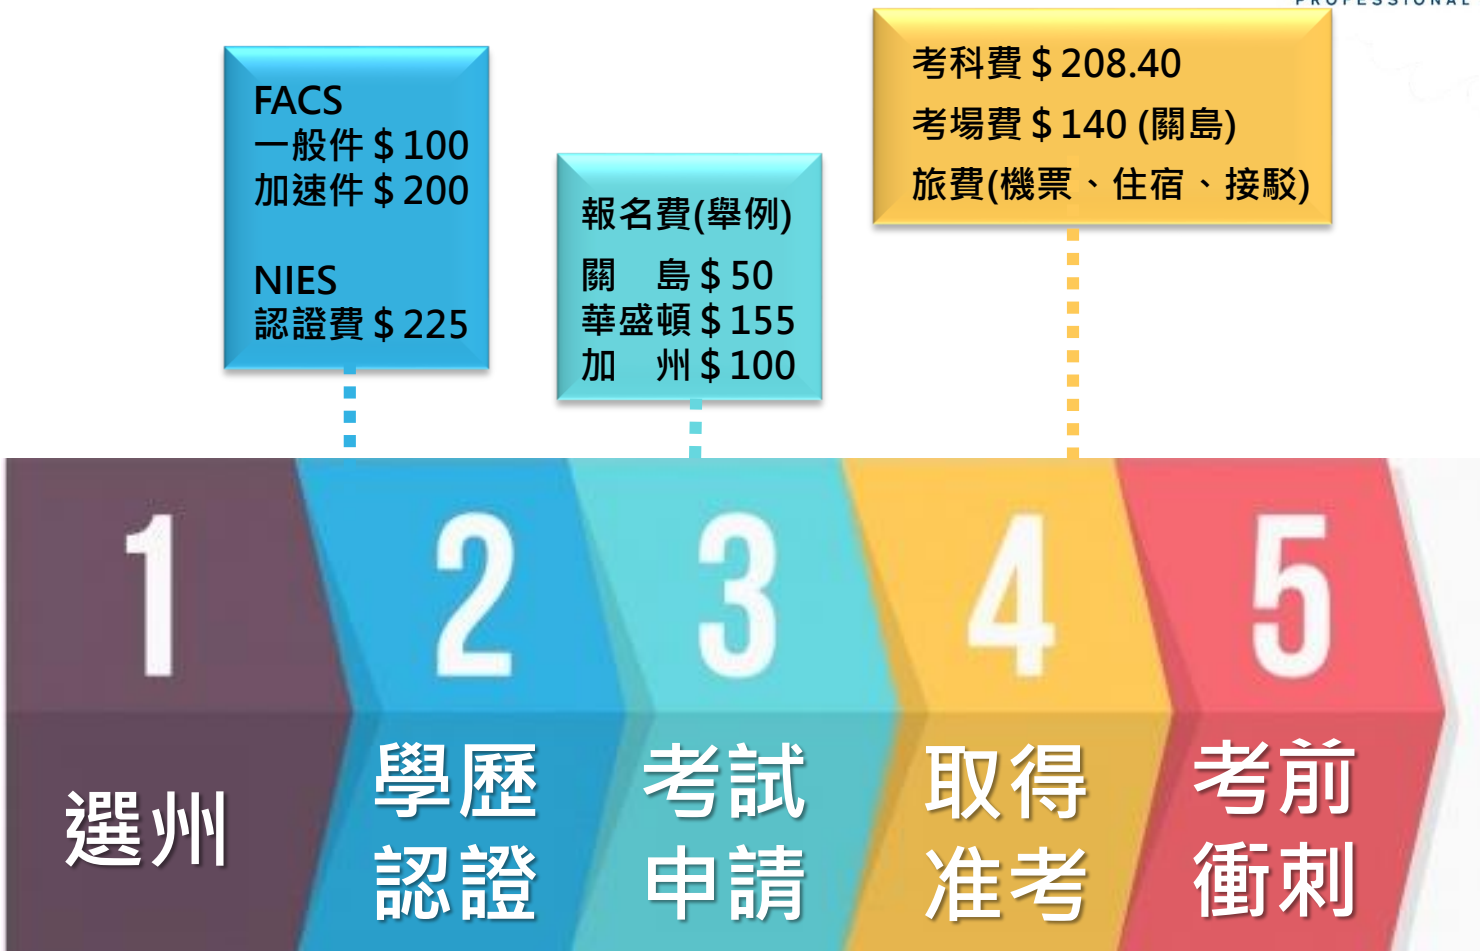 PROFESSIONAL
FACS
一般件 $ 100
加速件 $ 200
NIES
認證費 $ 225
報名費(舉例)
關 島 $ 50
華盛頓 $ 155
加 州 $ 100
考科費 $ 208.40
考場費 $ 140 (關島)
旅費(機票、住宿、接駁)
1
選州
2
學歷
認證
3
考試
申請
4
取得
准考
5
考前
衝刺